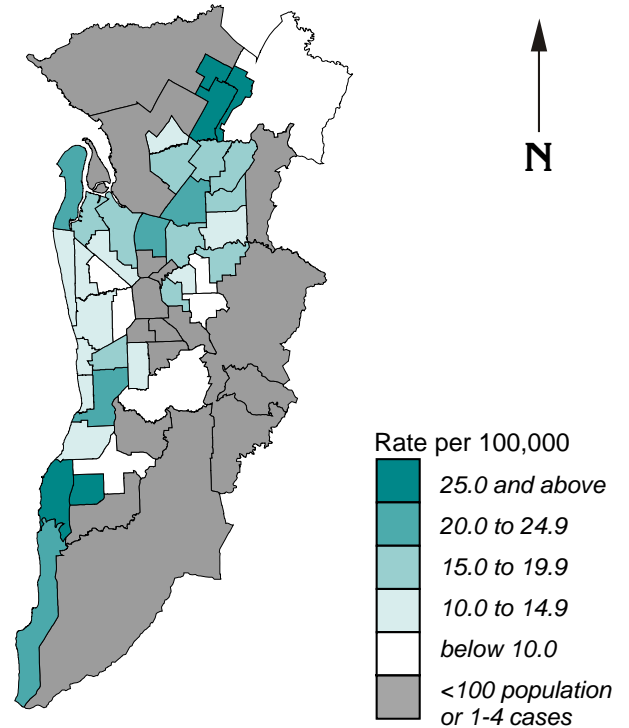 N
Rate per 100,000
25.0 and above
20.0 to 24.9
15.0 to 19.9
10.0 to 14.9
below 10.0
<100 population
or 1-4 cases